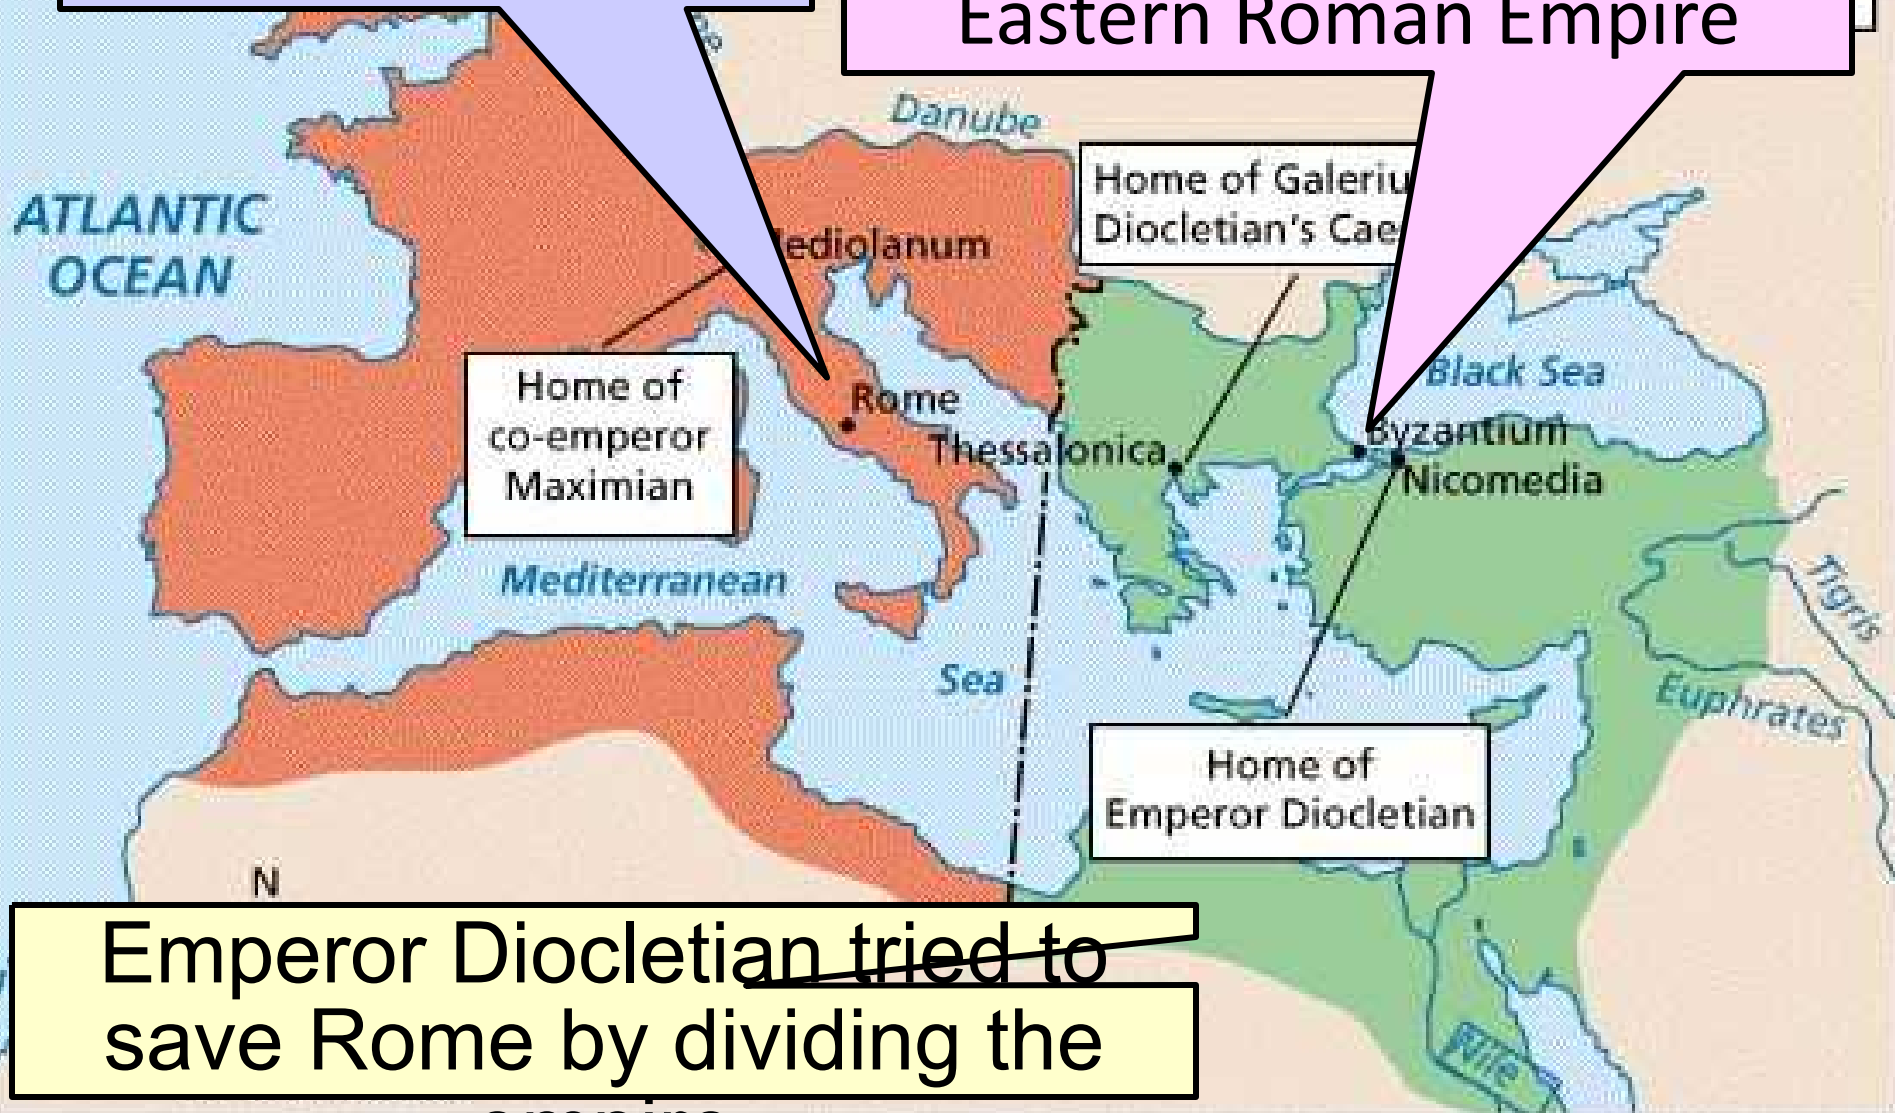 Eastern Roman Empire
Danube
Home of Galeriu
Diocletian's Cae
ATLANTIC
OCEAN
ediolanum
Black Sea
Home of
co-emperor
Maximian
Rome
Thessalonica
Byzantium
Nicomedia
Mediterranean
Sea
Tigris
Euphrates
Home of
Emperor Diocletian
N
Emperor Diocletian tried to
save Rome by dividing the
empire
Nile